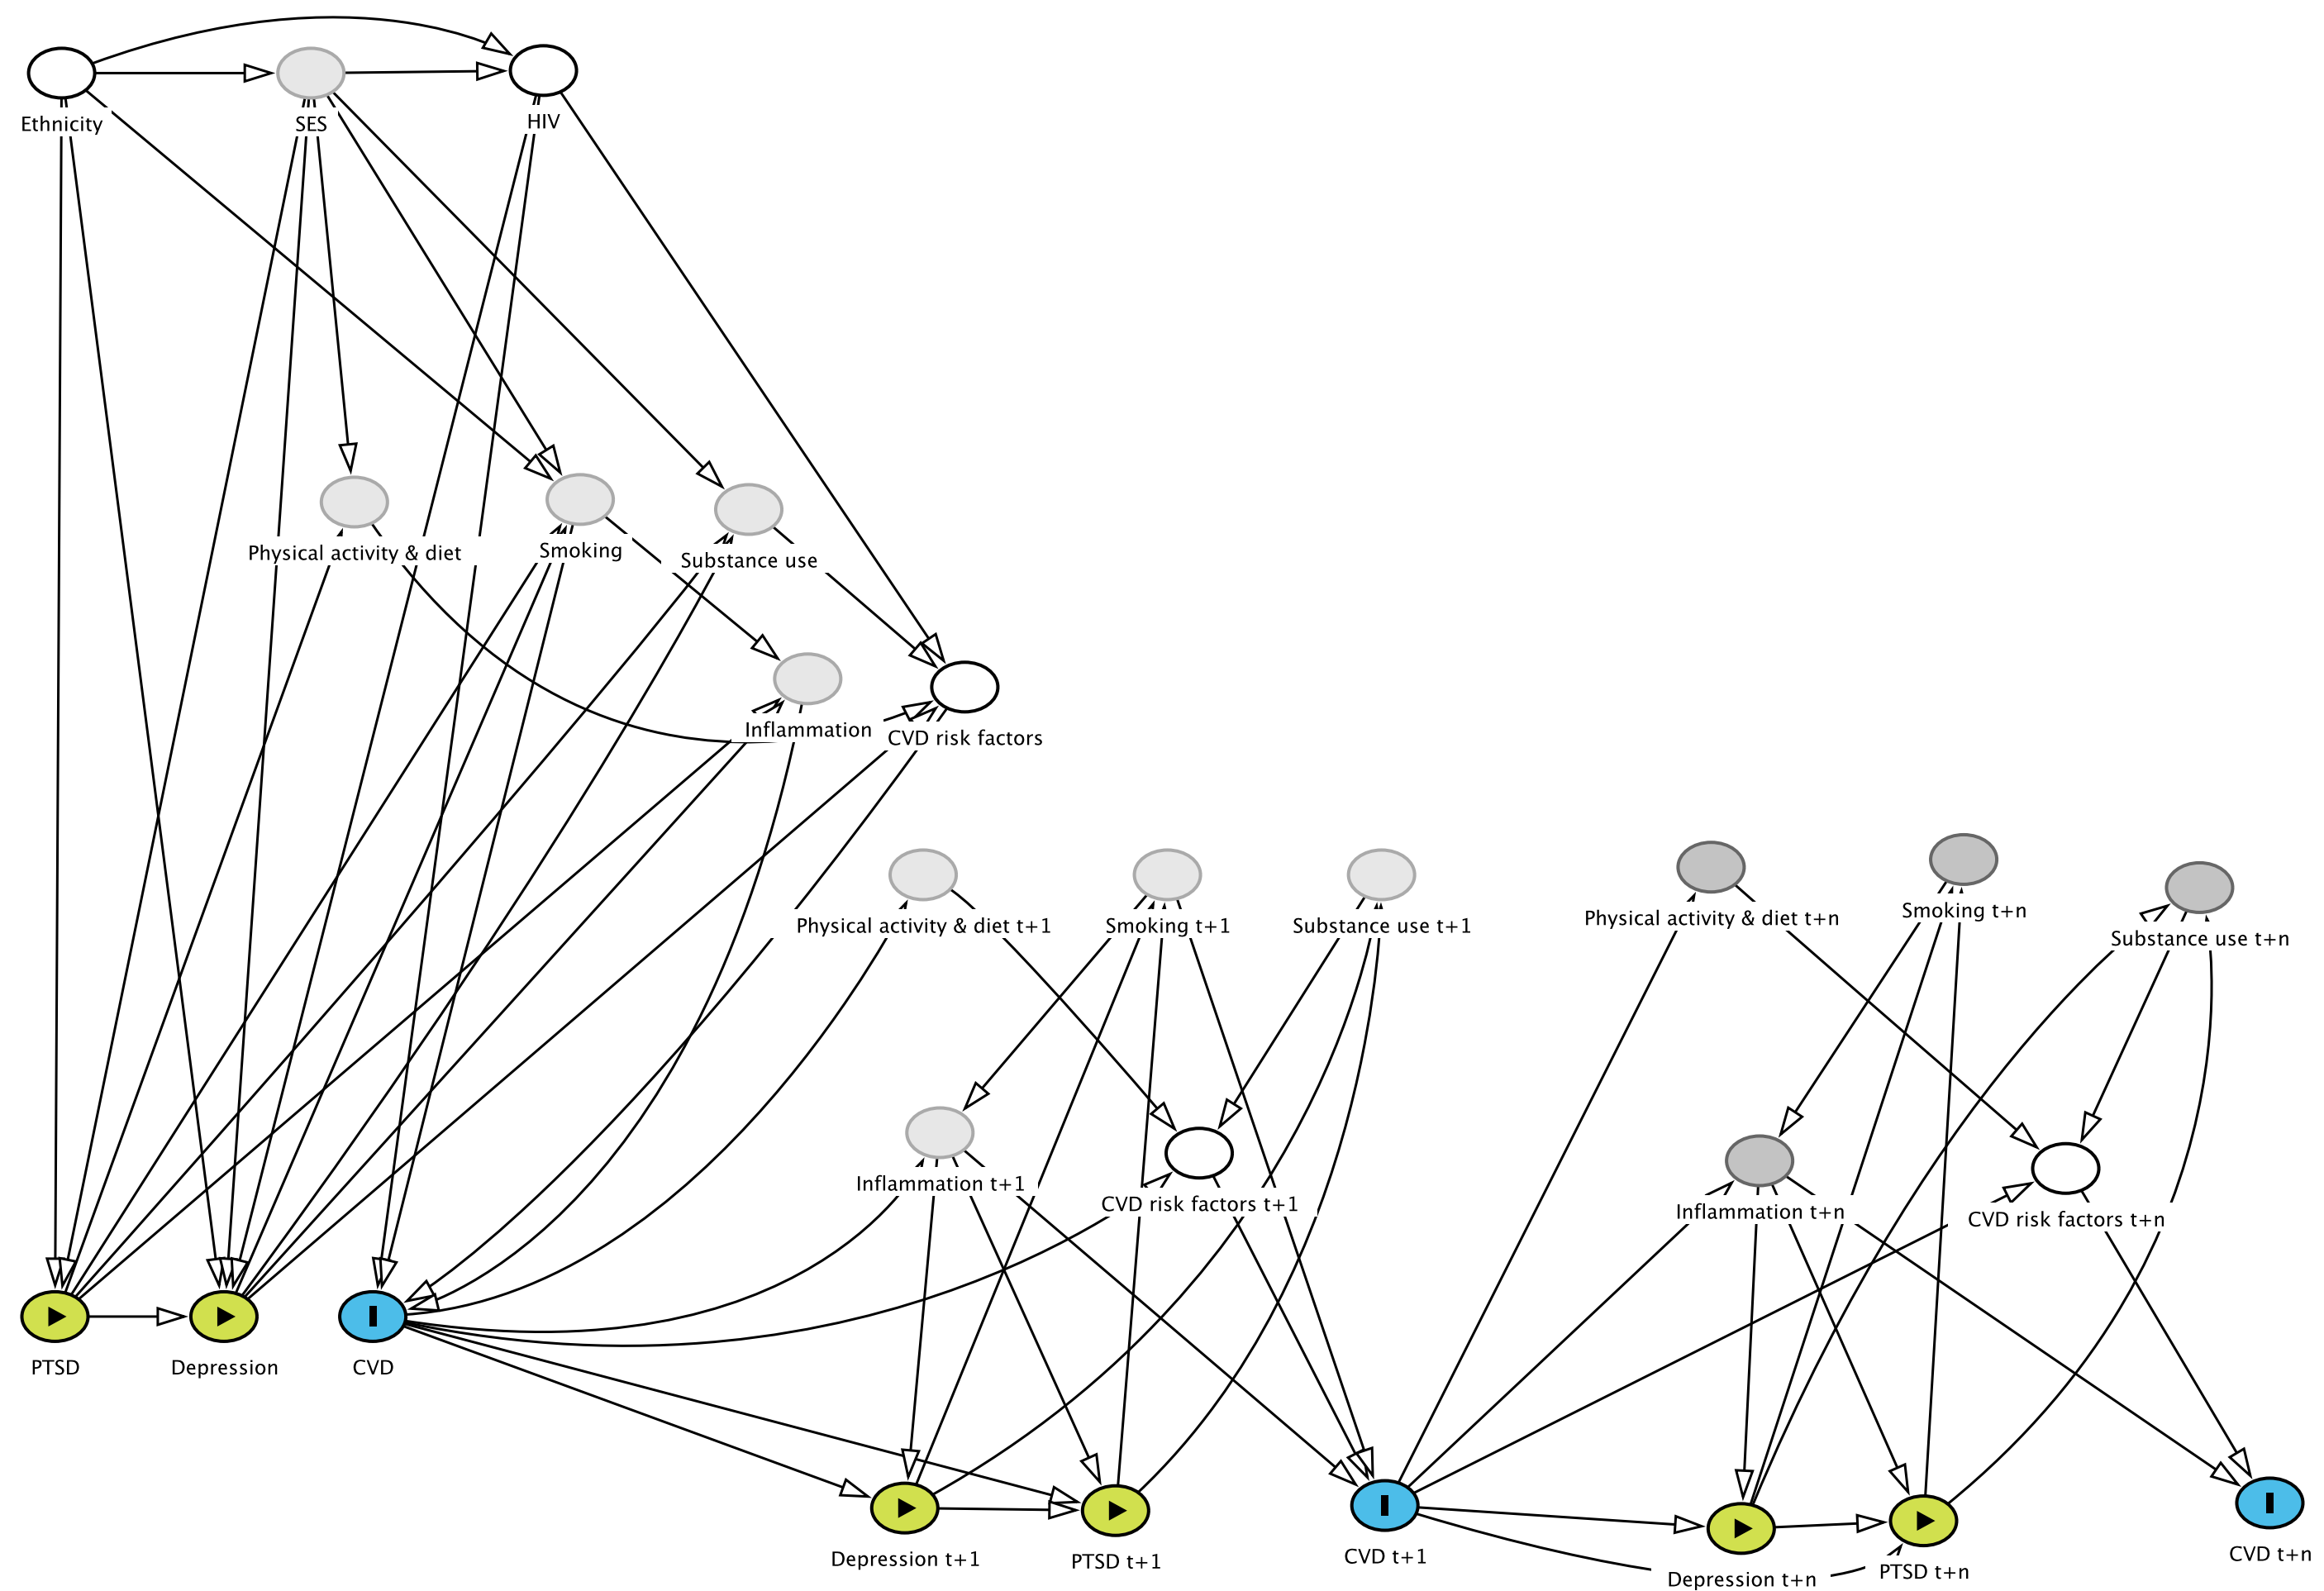 Ethnicity
SES
HIV
Physical activity & diet
Smoking
Substance use
Inflammation
CVD risk factors
Physical activity & diet t+1
Smoking t+1
Substance use t+1
Physical activity & diet t+n
Smoking t+n
Substance use t+n
Inflammation t+1
CVD risk factors t+1
Inflammation t+n
CVD risk factors t+n
PTSD
Depression
CVD
Depression t+1
PTSD t+1
CVD t+1
Depression t+n
PTSD t+n
CVD t+n